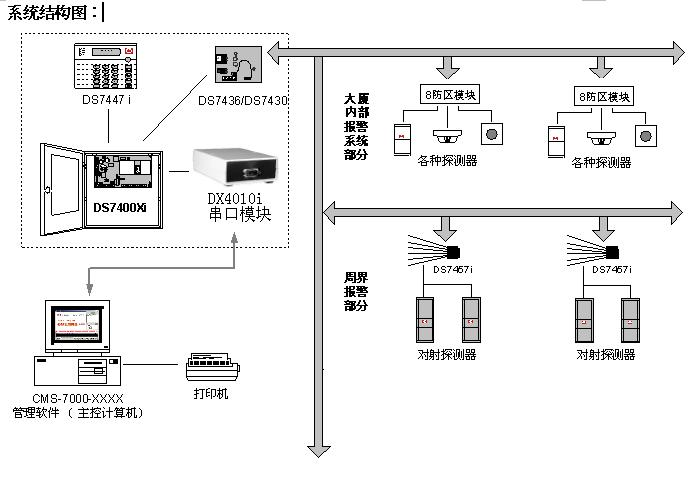 系统结构图：
DS7447 i
DS7436/DS7430
DS7400Xi
DX4010i
串口模块
大厦
内部
报警
系统
部分
8防区模块
8防区模块
各种探测器
各种探测器
周界
报警
部分
DS7457i
DS7457i
对射探测器
对射探测器
CMS-7000-XXXX
管理软件 （ 主控计算机）
打印机